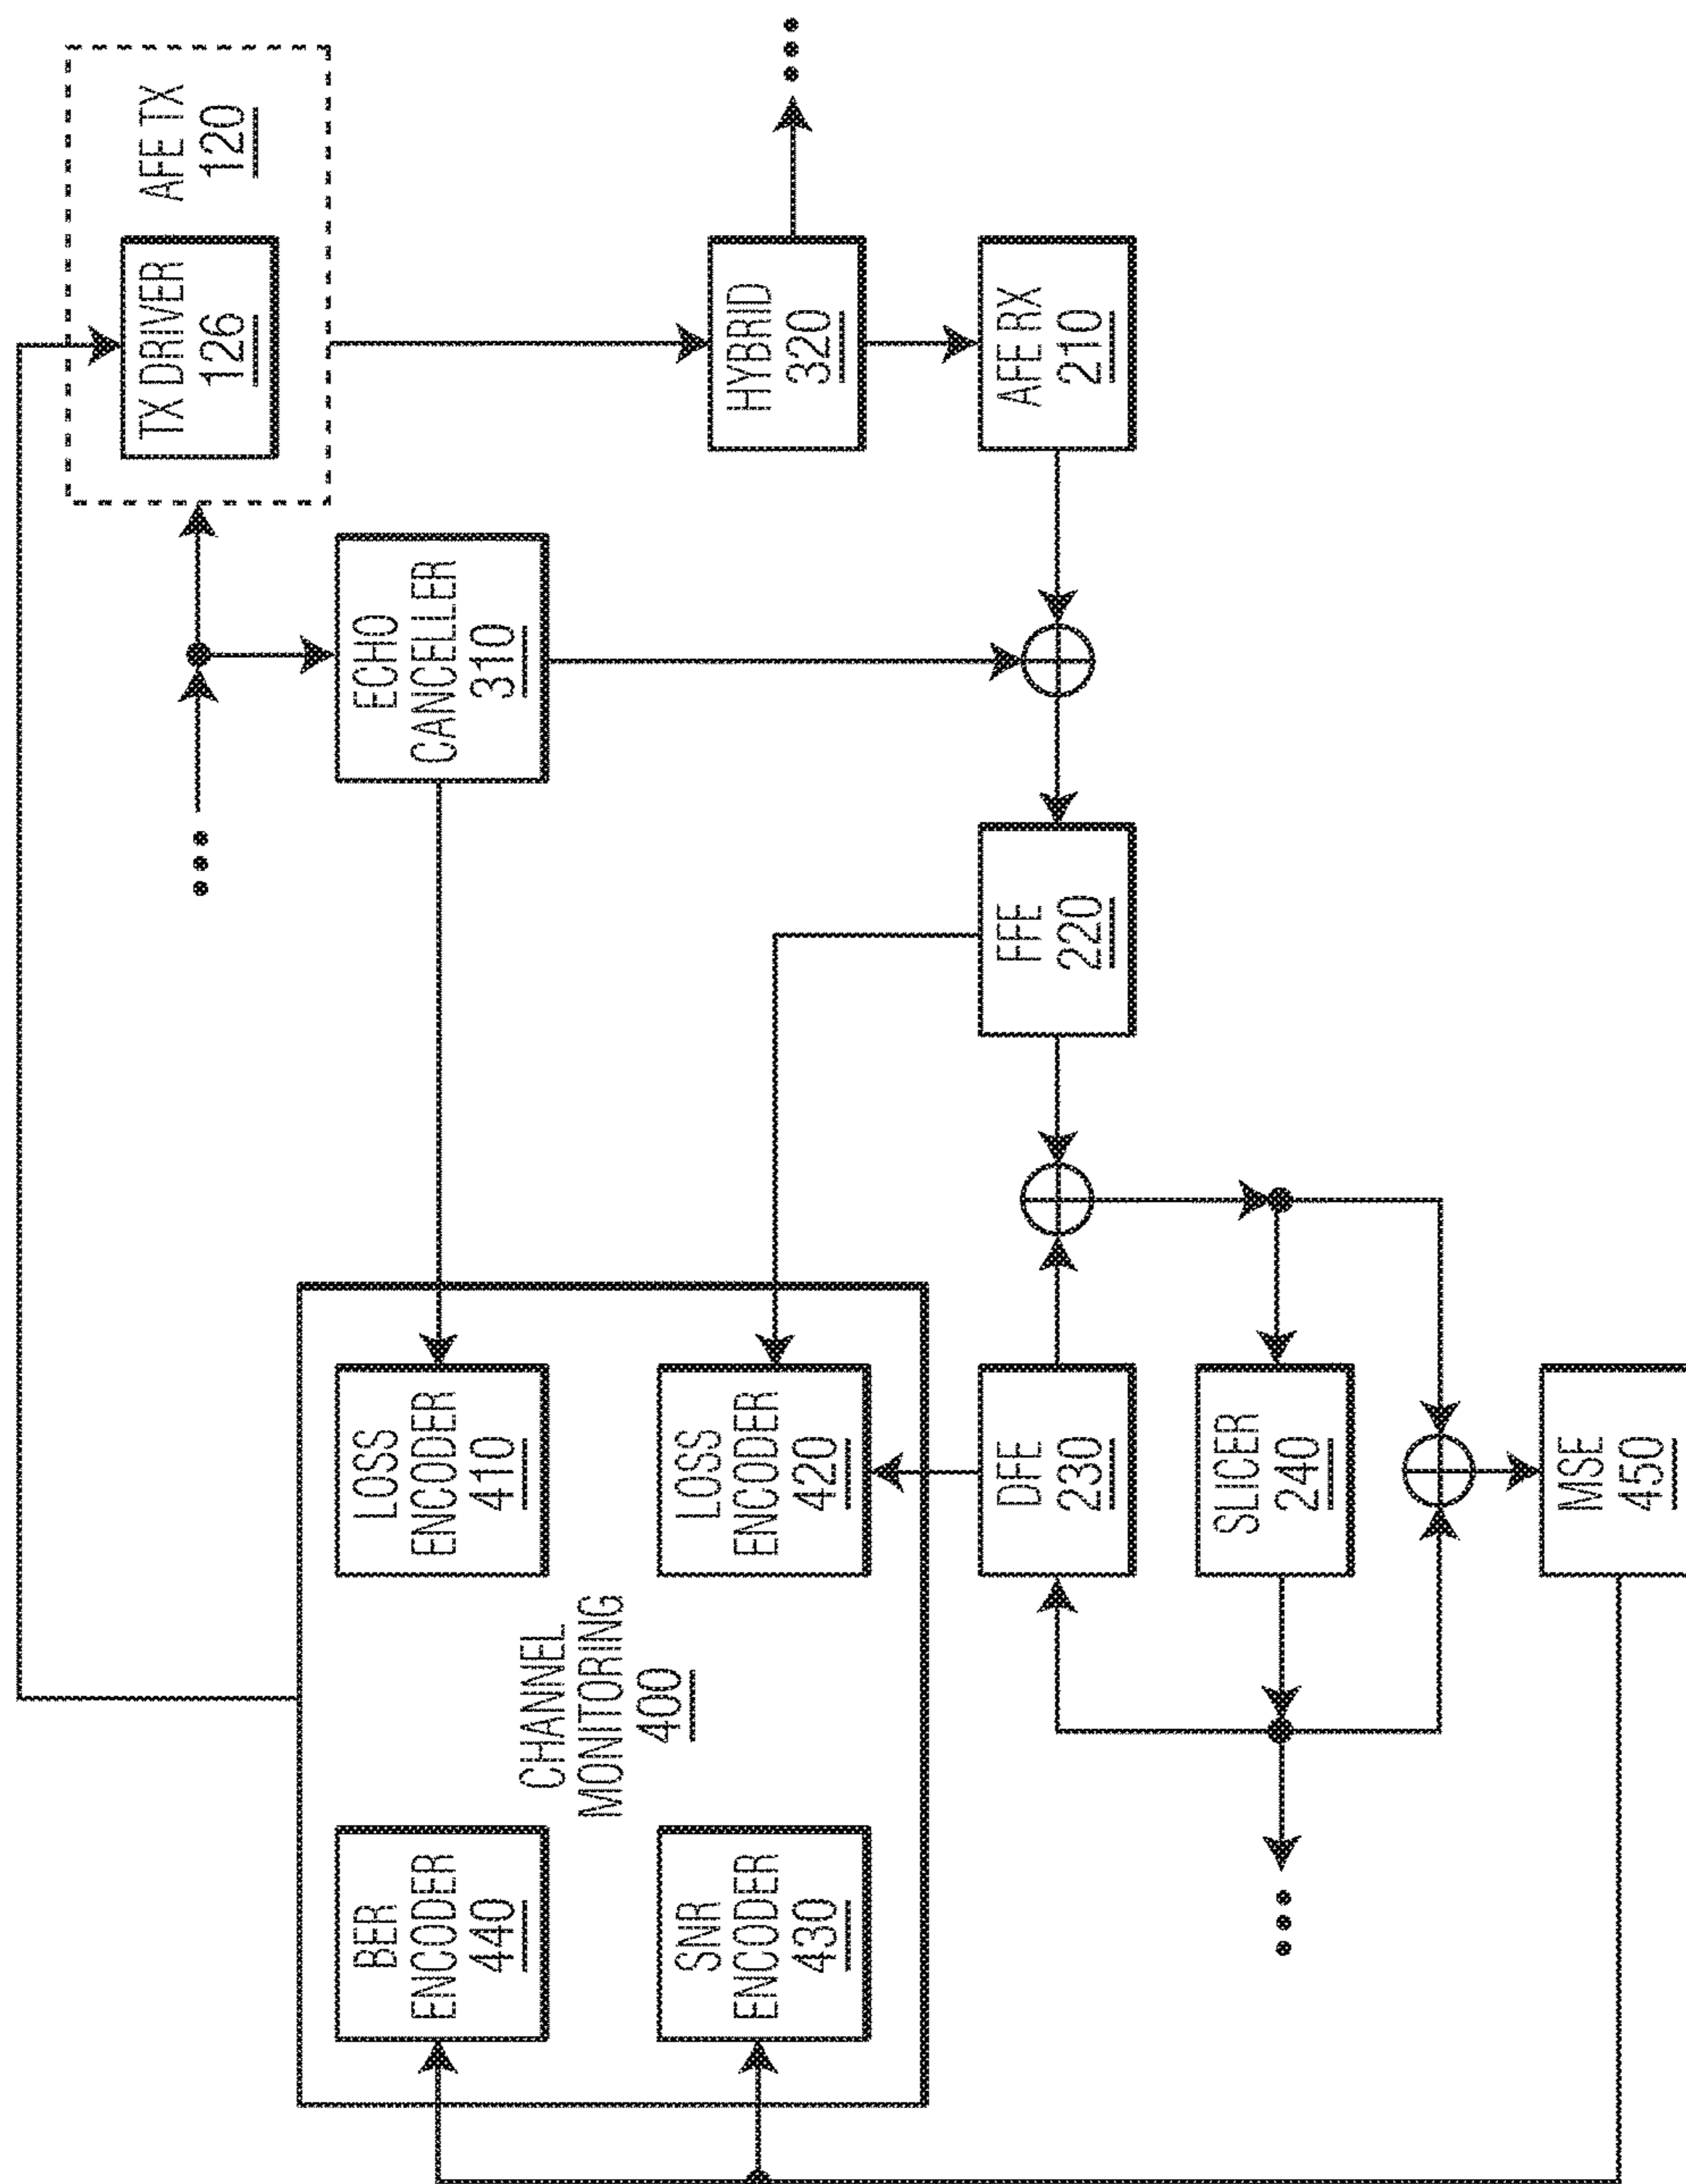 BER
ENCODER
440
SNR
ENCODER
430
CHANNEL
MONITORING
400
LOSS
ENCODER
410
LOSS
ENCODER
420
DFE
230
SLICER
240
MSE
450
FFE
220
ECHO
CANCELLER
310
TX DRIVER
126
AFE TX
120
HYBRID
320
AFE RX
210